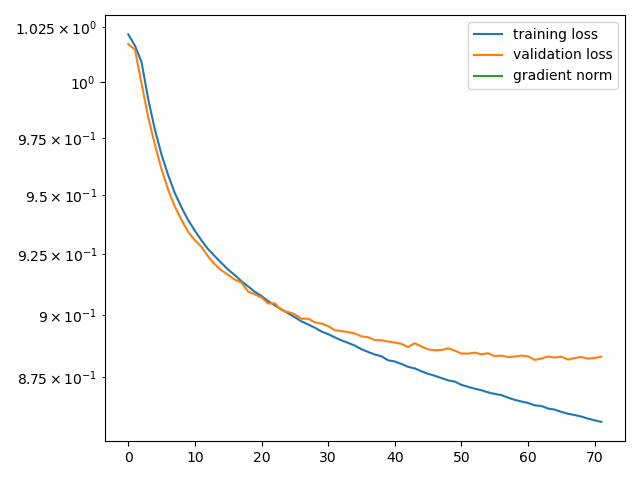 1.025 × 10⁰
10⁰
9.75 × 10⁻¹
9.5 × 10⁻¹
9.25 × 10⁻¹
9 × 10⁻¹
8.75 × 10⁻¹
training loss
validation loss
gradient norm
0 10 20 30 40 50 60 70